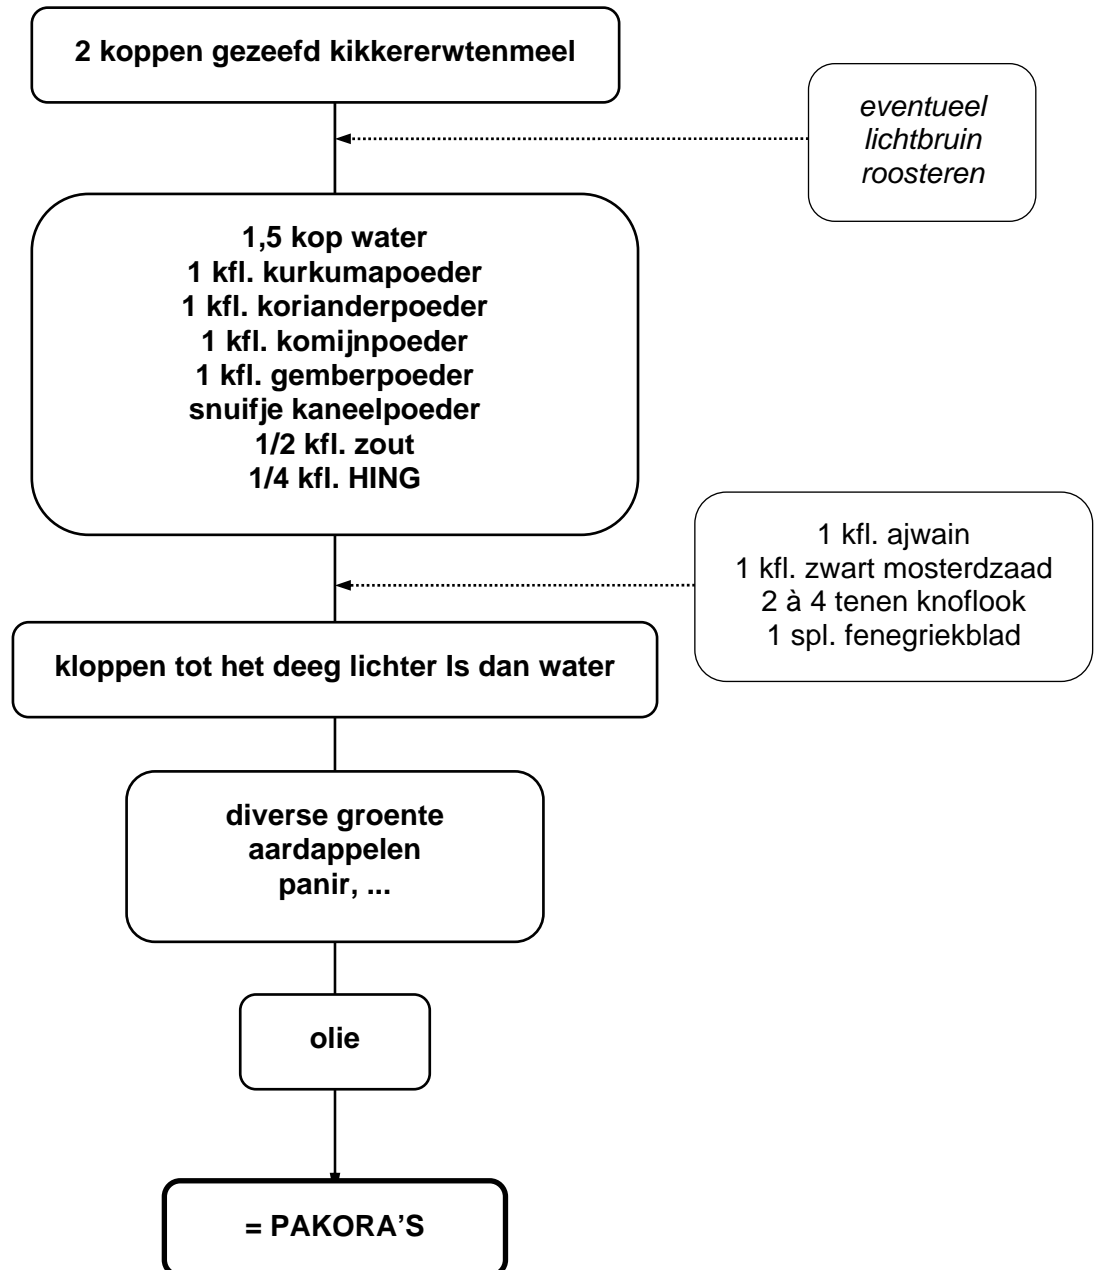 2 koppen gezeefd kikkererwtenmeel
eventueel
lichtbruin
roosteren
1,5 kop water
1 kfl. kurkumapoeder
1 kfl. korianderpoeder
1 kfl. komijnpoeder
1 kfl. gemberpoeder
snuifje kaneelpoeder
1/2 kfl. zout
1/4 kfl. HING
1 kfl. ajwain
1 kfl. zwart mosterdzaad
2 à 4 tenen knoflook
1 spl. fenegriekblad
kloppen tot het deeg lichter Is dan water
diverse groente
aardappelen
panir, ...
olie
= PAKORA’S